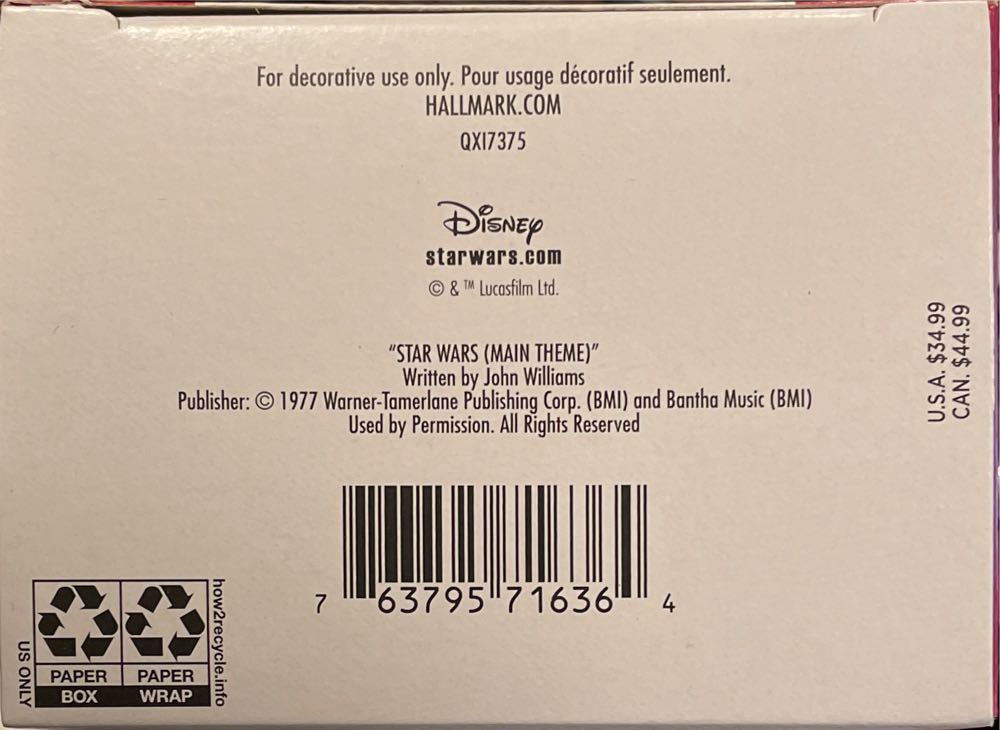 For decorative use only. Pour usage décoratif seulement.
HALLMARK.COM
QXI7375
Disney
starwars.com
© & ™ Lucasfilm Ltd.
“STAR WARS (MAIN THEME)”
Written by John Williams
Publisher: © 1977 Warner-Tamerlane Publishing Corp. (BMI) and Bantha Music (BMI)
Used by Permission. All Rights Reserved
U.S.A. $34.99
CAN. $44.99
7 63795 71636 4
US ONLY
PAPER PAPER
BOX WRAP
how2recycle.info